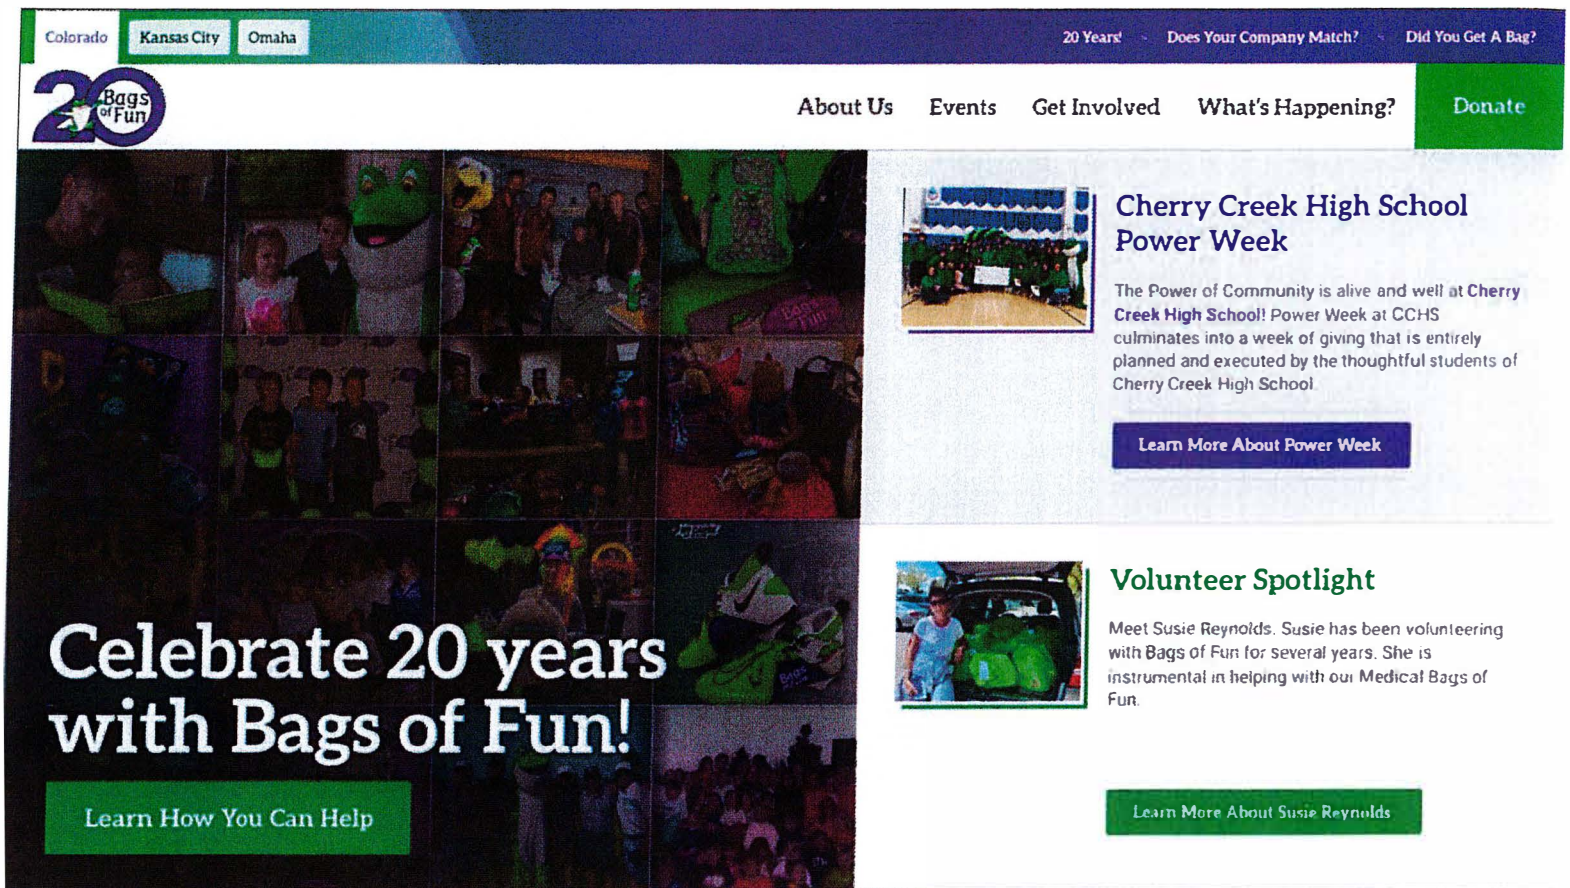 Colorado
Kansas City
Omaha
20 Years!
Does Your Company Match?
Did You Get A Bag?
20
Bags
of Fun
About Us
Events
Get Involved
What's Happening?
Donate
Celebrate 20 years
with Bags of Fun!
Learn How You Can Help
Cherry Creek High School
Power Week
The Power of Community is alive and well at Cherry
Creek High School! Power Week at CCHS
culminates into a week of giving that is entirely
planned and executed by the thoughtful students of
Cherry Creek High School.
Learn More About Power Week
Volunteer Spotlight
Meet Susie Reynolds. Susie has been volunteering
with Bags of Fun for several years. She is
instrumental in helping with our Medical Bags of
Fun.
Learn More About Susie Reynolds